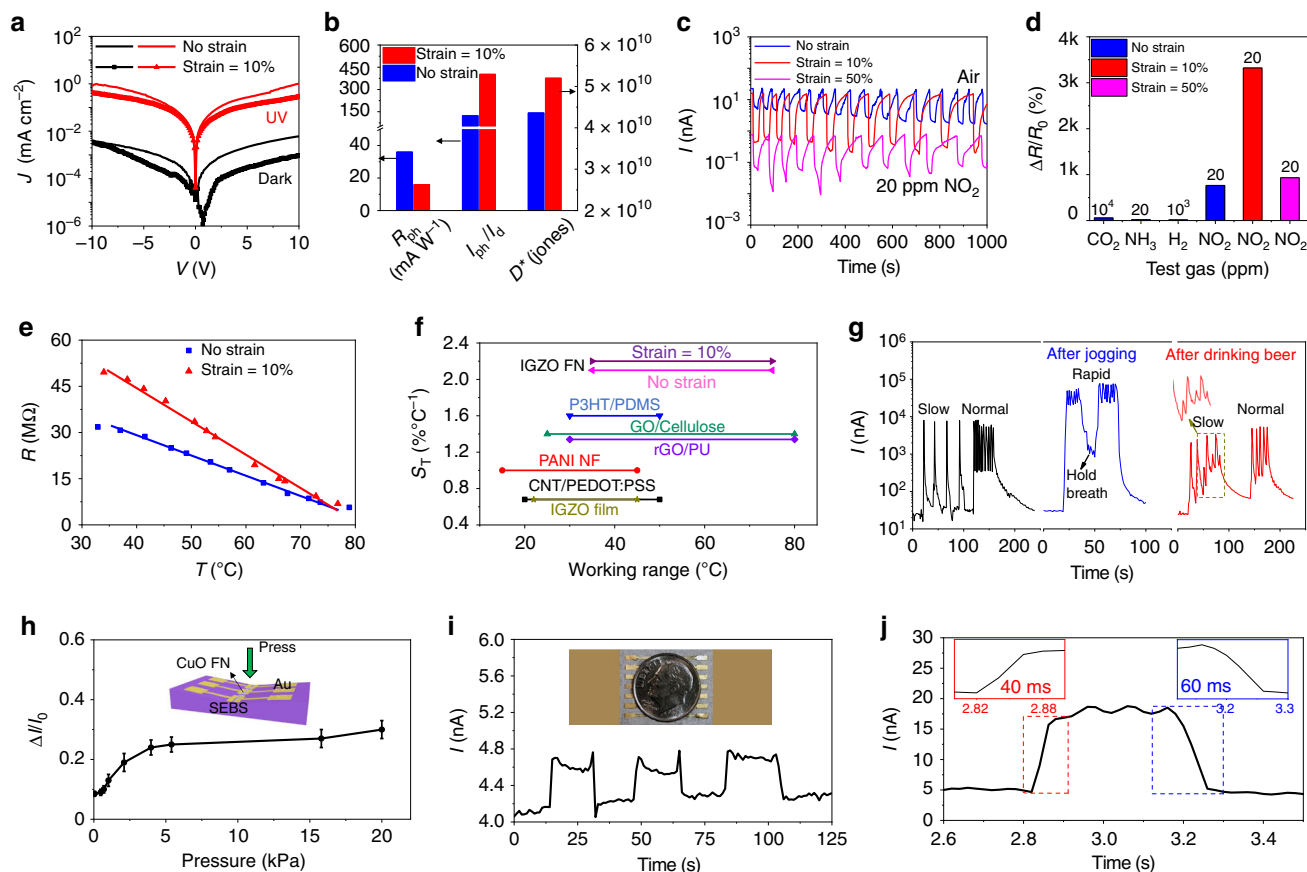 a
10²
10⁰
10⁻²
10⁻⁴
10⁻⁶
J (mA cm⁻²)
No strain
Strain = 10%
UV
Dark
−10
−5
0
5
10
V (V)
b
600
450
300
150
40
20
0
Strain = 10%
No strain
6 × 10¹⁰
5 × 10¹⁰
4 × 10¹⁰
3 × 10¹⁰
2 × 10¹⁰
R_ph
(mA W⁻¹)
I_ph/I_d
D* (jones)
c
10³
10¹
10⁻¹
10⁻³
I (nA)
No strain
Strain = 10%
Strain = 50%
Air
20 ppm NO₂
0 200 400 600 800 1000
Time (s)
d
4k
3k
2k
1k
0
ΔR/R₀ (%)
No strain
Strain = 10%
Strain = 50%
10⁴ 20 10³ 20 20 20
CO₂ NH₃ H₂ NO₂ NO₂ NO₂
Test gas (ppm)
e
60
45
30
15
0
R (MΩ)
No strain
Strain = 10%
30 40 50 60 70 80
T (°C)
f
2.4
2.0
1.6
1.2
0.8
0.4
S_T (%°C⁻¹)
IGZO FN
Strain = 10%
No strain
P3HT/PDMS
GO/Cellulose
rGO/PU
PANI NF
CNT/PEDOT:PSS
IGZO film
20 40 60 80
Working range (°C)
g
10⁶
10⁵
10⁴
10³
10²
10¹
I (nA)
Slow
Normal
After jogging
Rapid
Hold
breath
After drinking beer
Slow
Normal
0 100 200
0 50 100
0 100 200
Time (s)
h
0.6
0.4
0.2
0.0
ΔI/I₀
Press
CuO FN
Au
SEBS
0 5 10 15 20
Pressure (kPa)
i
6.0
5.6
5.2
4.8
4.4
4.0
I (nA)
0 25 50 75 100 125
Time (s)
j
30
25
20
15
10
5
0
I (nA)
40 ms
2.82 2.88
60 ms
3.2 3.3
2.6 2.8 3.0 3.2 3.4
Time (s)